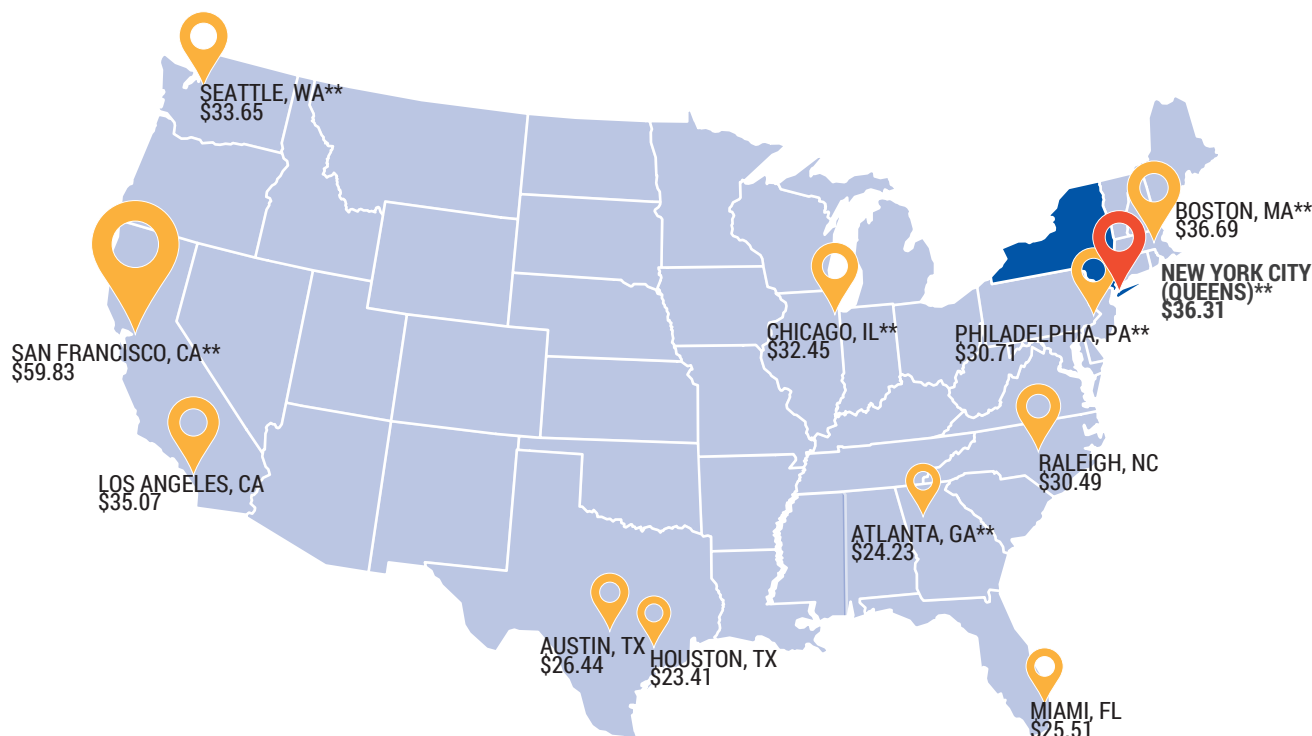 SEATTLE, WA**
$33.65
BOSTON, MA**
$36.69
NEW YORK CITY
(QUEENS)**
$36.31
CHICAGO, IL**
$32.45
PHILADELPHIA, PA**
$30.71
SAN FRANCISCO, CA**
$59.83
RALEIGH, NC
$30.49
LOS ANGELES, CA
$35.07
ATLANTA, GA**
$24.23
AUSTIN, TX
$26.44
HOUSTON, TX
$23.41
MIAMI, FL
$25.51